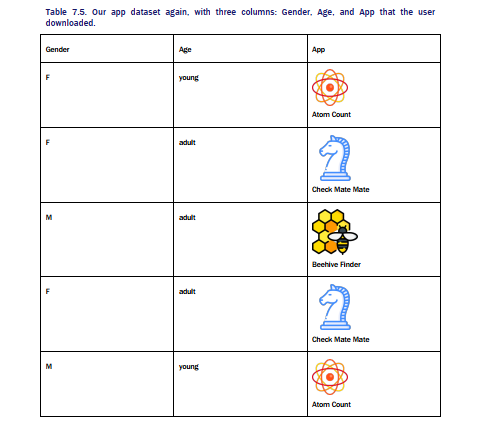 Table 7.5. Our app dataset again, with three columns: Gender, Age, and App that the user
downloaded.
Gender Age App
F young
Atom Count
F adult
Check Mate Mate
M adult
Beehive Finder
F adult
Check Mate Mate
M young
Atom Count